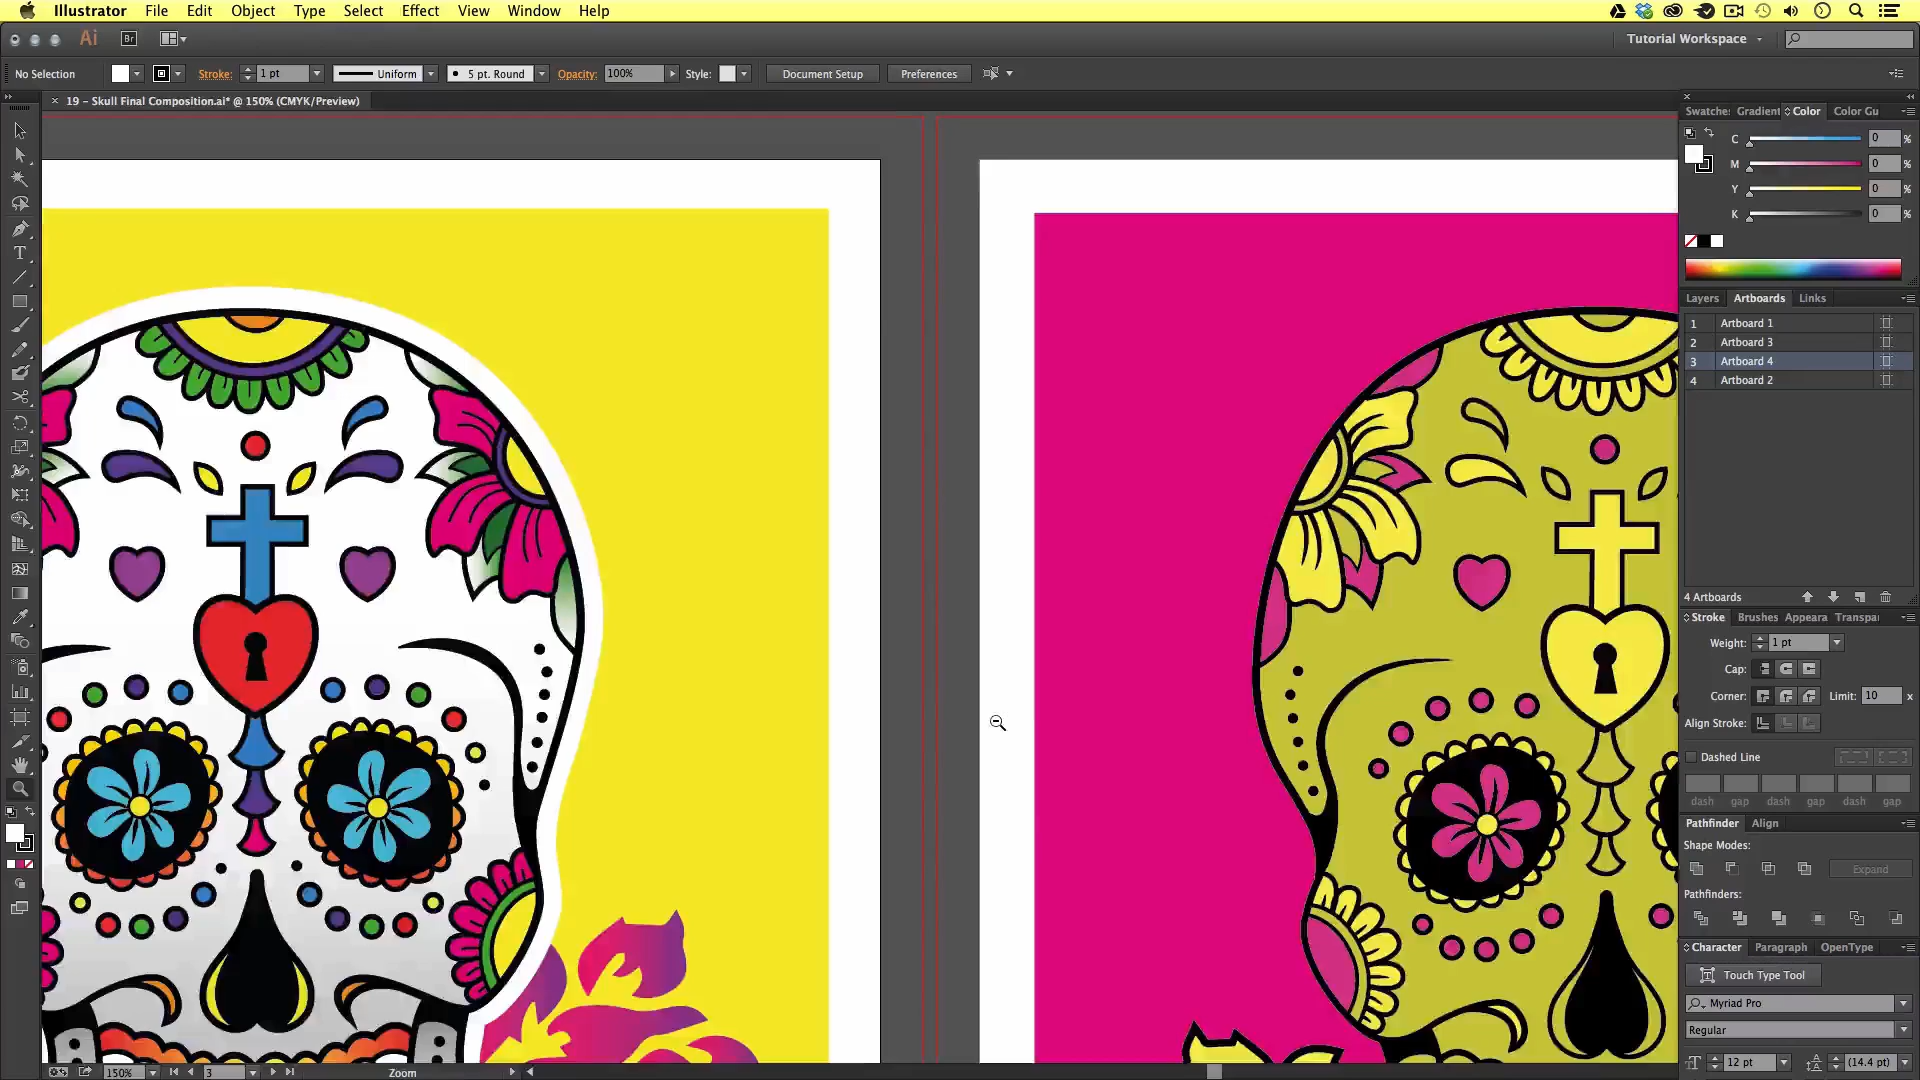 Illustrator File Edit Object Type Select Effect View Window Help
Ai Br Tutorial Workspace
No Selection Stroke: 1 pt Uniform 5 pt. Round Opacity: 100% Style: Document Setup Preferences
× 19 – Skull Final Composition.ai* @ 150% (CMYK/Preview)
Swatches Gradient Color Color Gu
C 0 %
M 0 %
Y 0 %
K 0 %
Layers Artboards Links
1 Artboard 1
2 Artboard 3
3 Artboard 4
4 Artboard 2
4 Artboards
Stroke Brushes Appeara Transpa
Weight: 1 pt
Cap:
Corner: Limit: 10 x
Align Stroke:
Dashed Line
dash gap dash gap dash gap
Pathfinder Align
Shape Modes:
Expand
Pathfinders:
Character Paragraph OpenType
Touch Type Tool
Myriad Pro
Regular
12 pt (14.4 pt)
150% 3 Zoom